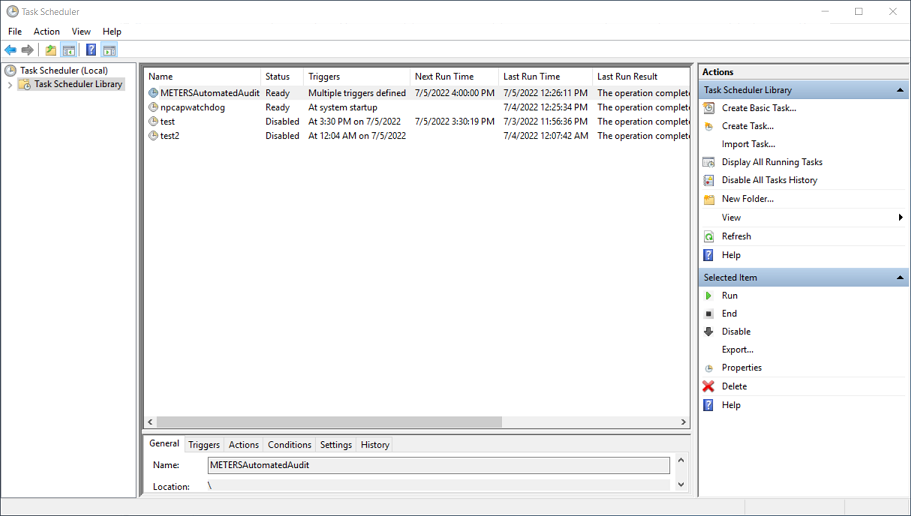 Task Scheduler
File Action View Help
Task Scheduler (Local)
Task Scheduler Library
Name Status Triggers Next Run Time Last Run Time Last Run Result
METERSAutomatedAudit Ready Multiple triggers defined 7/5/2022 4:00:00 PM 7/5/2022 12:26:11 PM The operation complete
npcapwatchdog Ready At system startup 7/4/2022 12:25:34 PM The operation complete
test Disabled At 3:30 PM on 7/5/2022 7/5/2022 3:30:19 PM 7/3/2022 11:56:36 PM The operation complete
test2 Disabled At 12:04 AM on 7/5/2022 7/4/2022 12:07:42 AM The operation complete
General Triggers Actions Conditions Settings History
Name: METERSAutomatedAudit
Location: \
Actions
Task Scheduler Library
Create Basic Task...
Create Task...
Import Task...
Display All Running Tasks
Disable All Tasks History
New Folder...
View
Refresh
Help
Selected Item
Run
End
Disable
Export...
Properties
Delete
Help